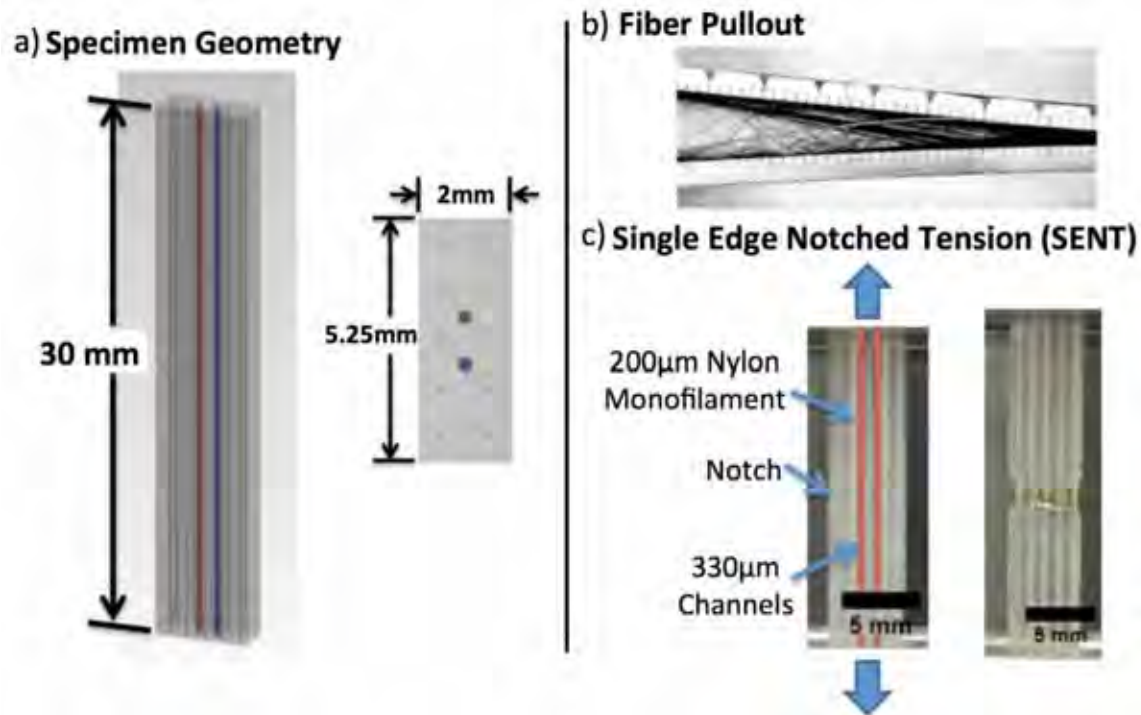 a) Specimen Geometry
30 mm
2mm
5.25mm
b) Fiber Pullout
c) Single Edge Notched Tension (SENT)
200µm Nylon
Monofilament
Notch
330µm
Channels
5 mm
5 mm